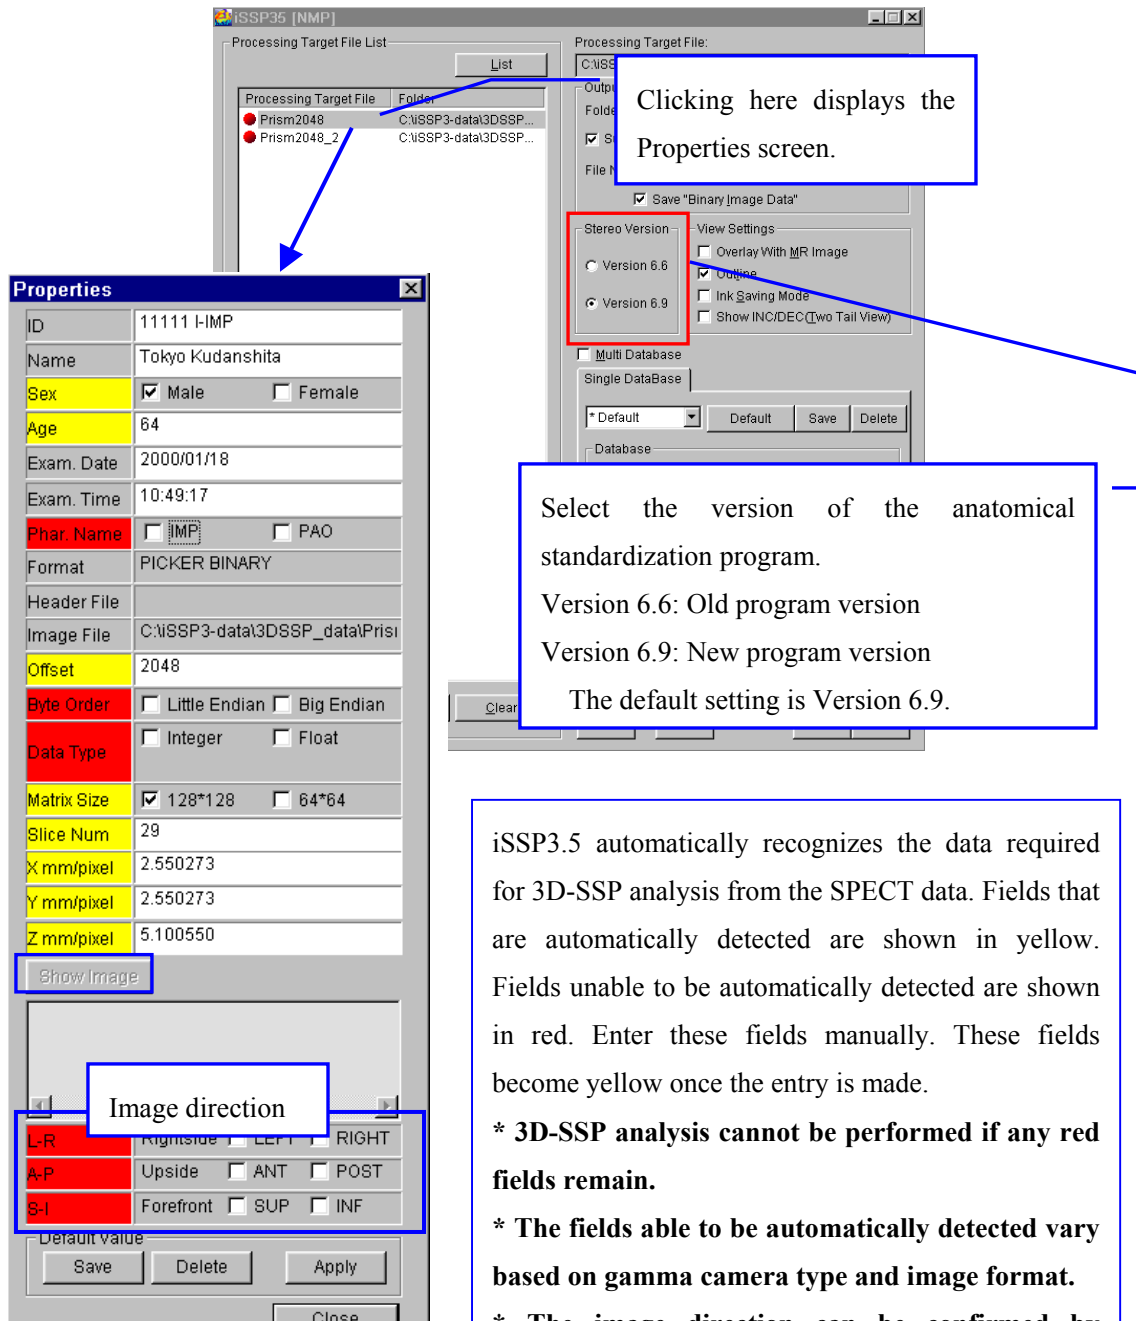 iSSP35 [NMP]
Processing Target File List
List
Processing Target File Folder
Prism2048 C:\iSSP3-data\3DSSP...
Prism2048_2 C:\iSSP3-data\3DSSP...
Processing Target File:
Clicking here displays the
Properties screen.
Save "Binary Image Data"
Stereo Version
Version 6.6
Version 6.9
View Settings
Overlay With MR Image
Outline
Ink Saving Mode
Show INC/DEC(Two Tail View)
Multi Database
Single DataBase
* Default Default Save Delete
Database
Select the version of the anatomical
standardization program.
Version 6.6: Old program version
Version 6.9: New program version
The default setting is Version 6.9.
Clear
Properties
ID 11111 I-IMP
Name Tokyo Kudanshita
Sex Male Female
Age 64
Exam. Date 2000/01/18
Exam. Time 10:49:17
Phar. Name IMP PAO
Format PICKER BINARY
Header File
Image File C:\iSSP3-data\3DSSP_data\Prisr
Offset 2048
Byte Order Little Endian Big Endian
Data Type Integer Float
Matrix Size 128*128 64*64
Slice Num 29
X mm/pixel 2.550273
Y mm/pixel 2.550273
Z mm/pixel 5.100550
Show Image
Image direction
L-R Rightside LEFT RIGHT
A-P Upside ANT POST
S-I Forefront SUP INF
Default Value
Save Delete Apply
Close
iSSP3.5 automatically recognizes the data required
for 3D-SSP analysis from the SPECT data. Fields that
are automatically detected are shown in yellow.
Fields unable to be automatically detected are shown
in red. Enter these fields manually. These fields
become yellow once the entry is made.
* 3D-SSP analysis cannot be performed if any red
fields remain.
* The fields able to be automatically detected vary
based on gamma camera type and image format.
* The image direction can be confirmed by